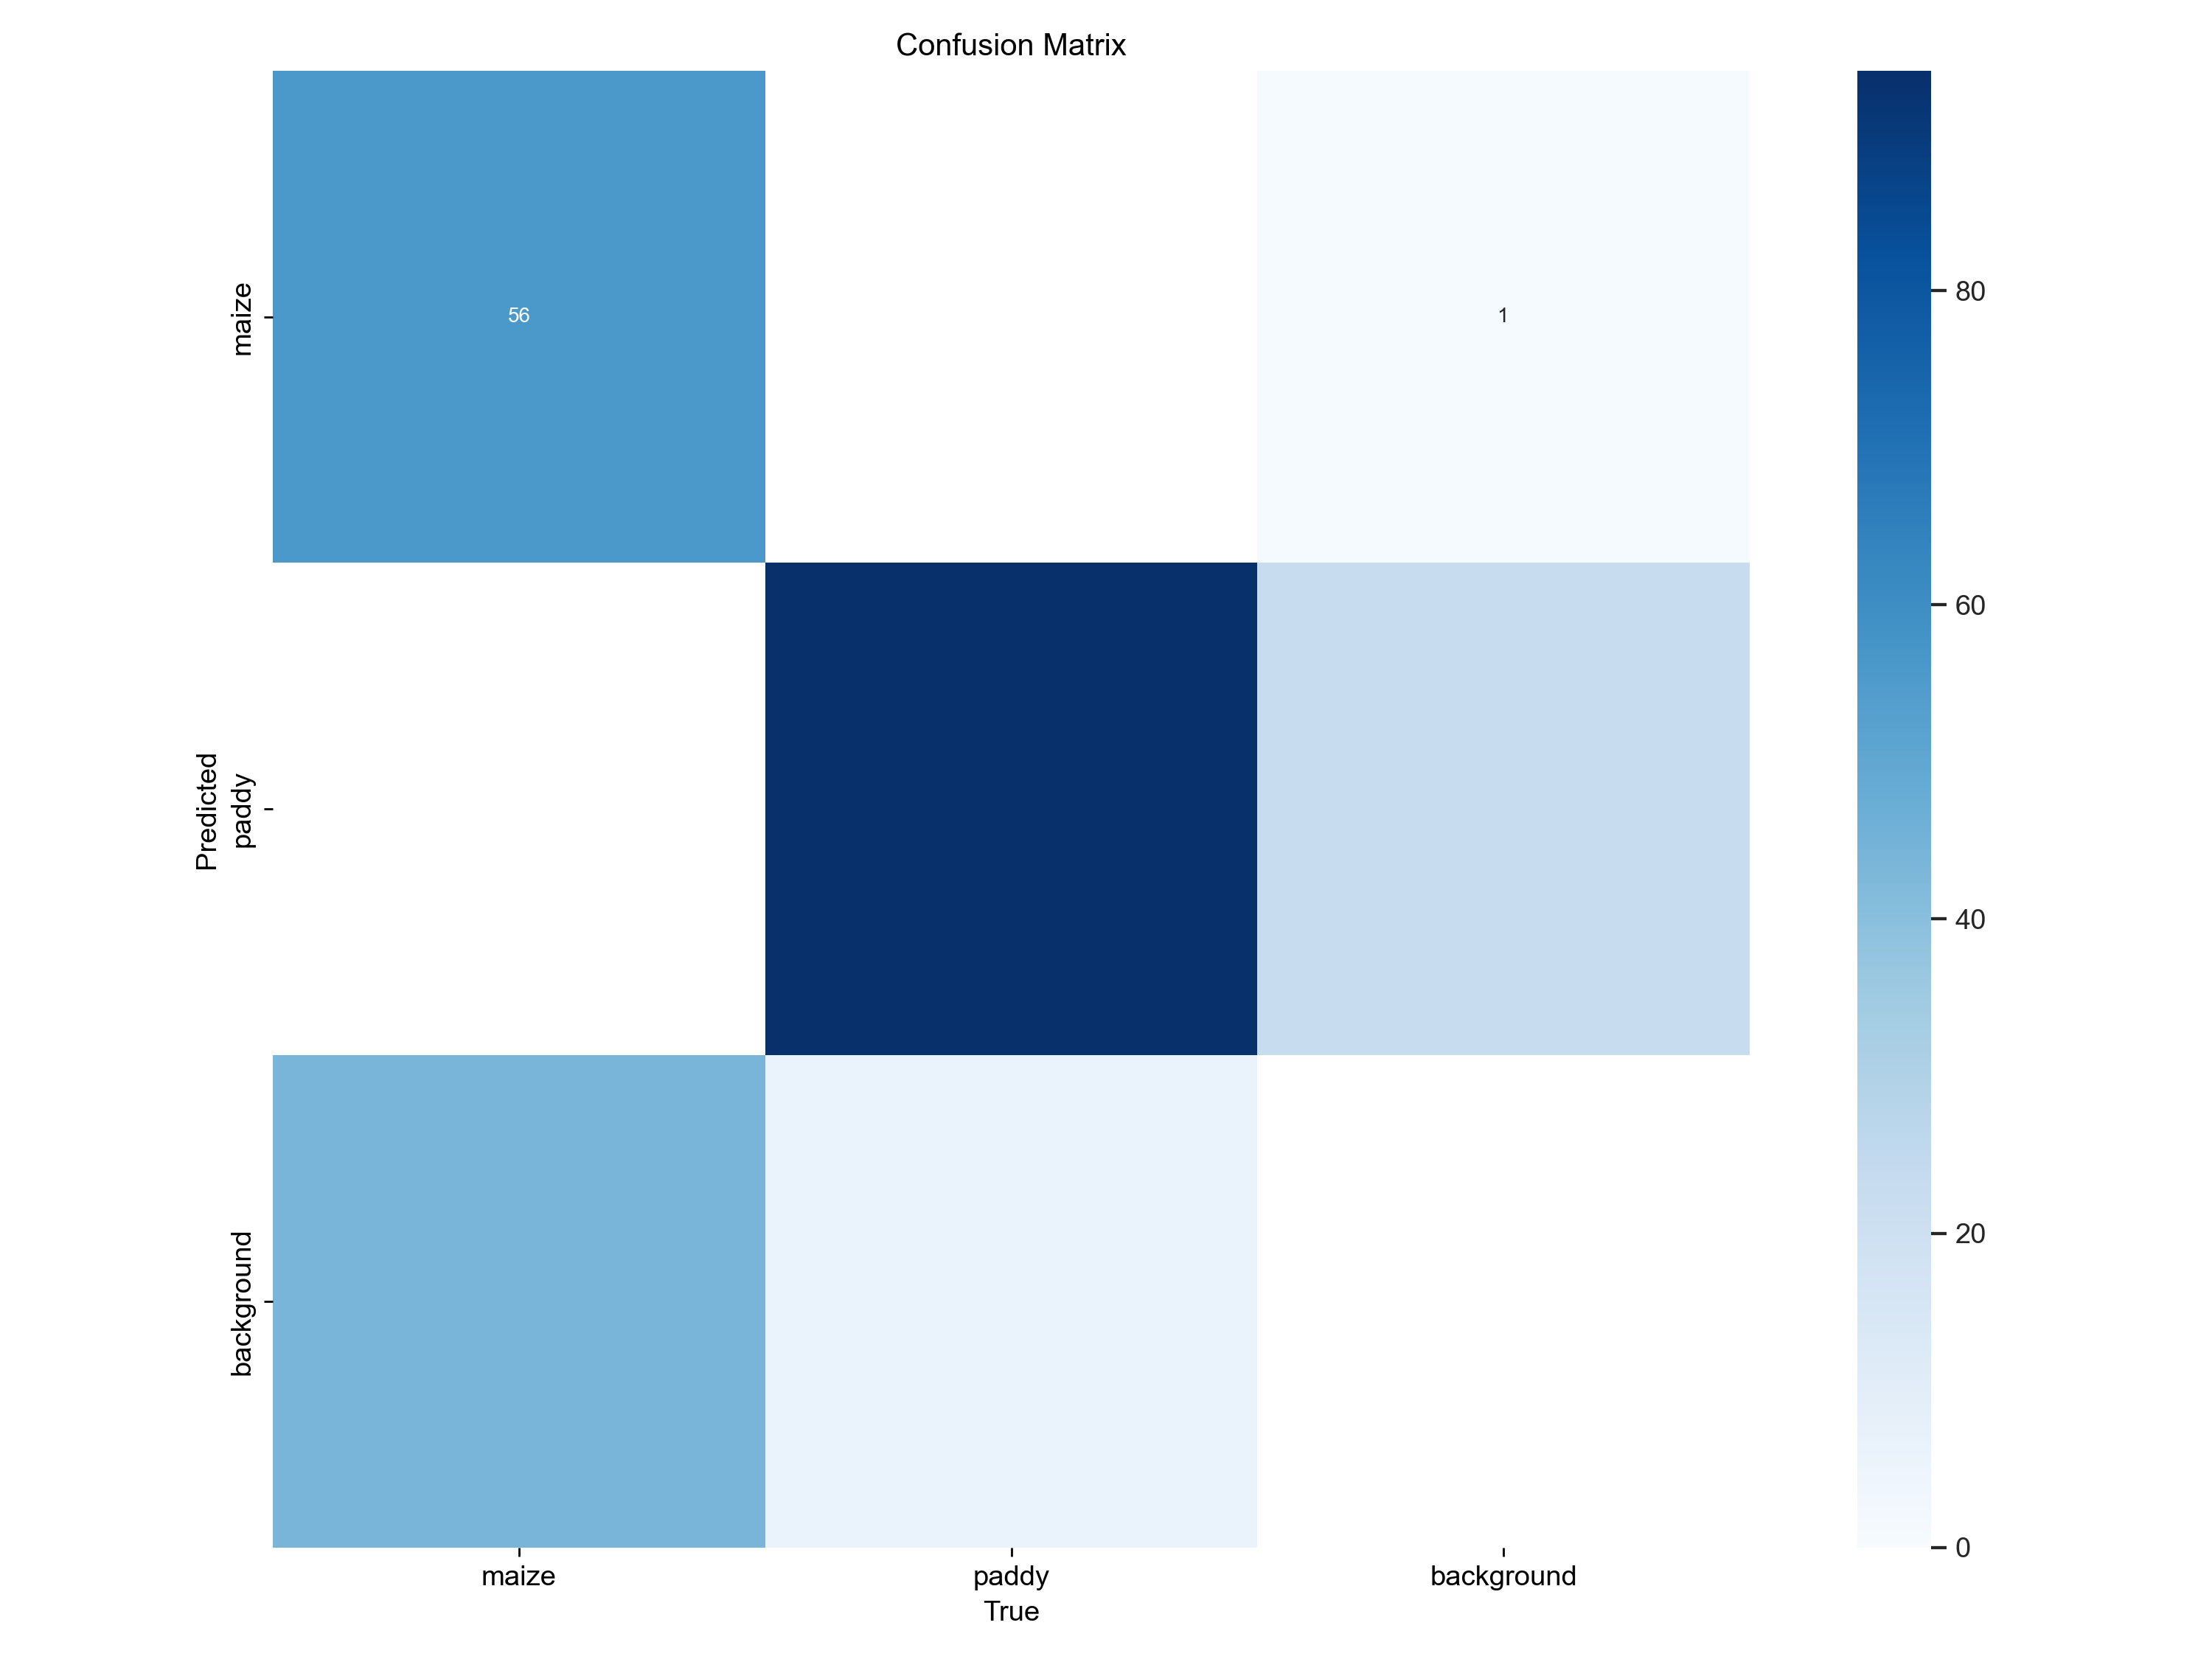 Confusion Matrix
maize
56
1
80
60
Predicted
paddy
40
20
background
0
maize
paddy
background
True